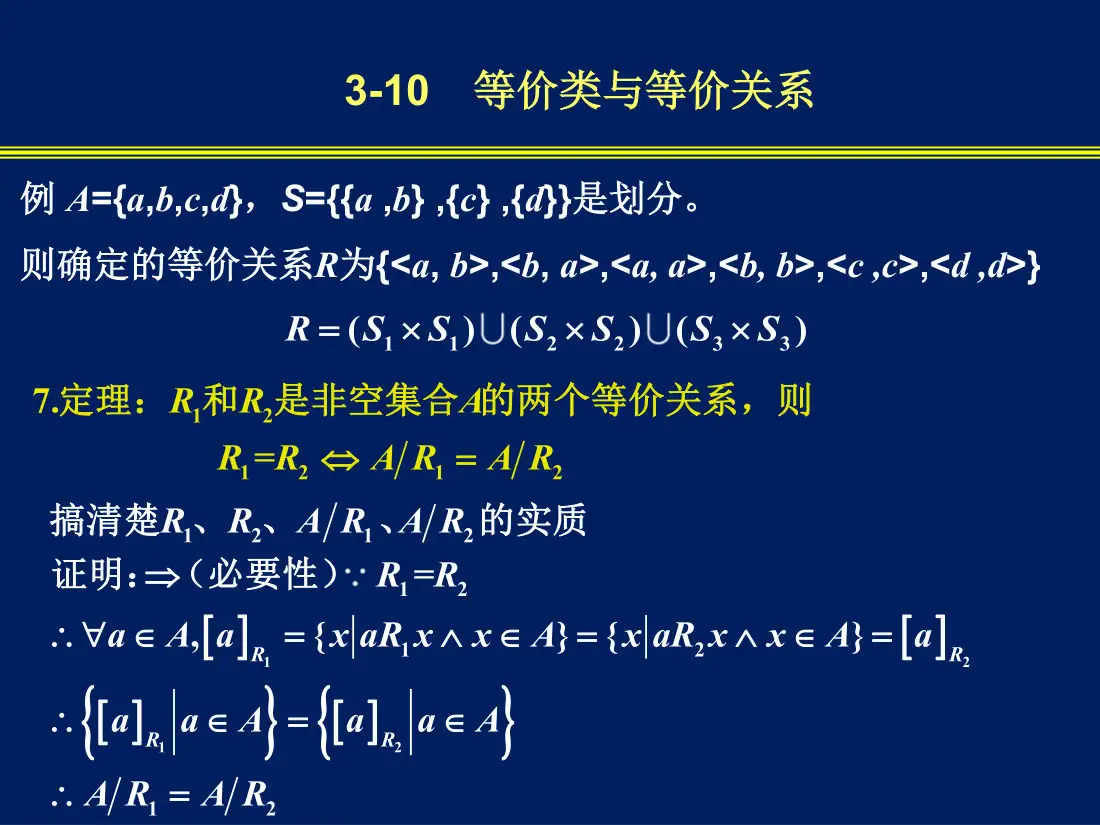 3-10 等价类与等价关系
例 A={a,b,c,d}，S={{a ,b} ,{c} ,{d}}是划分。
则确定的等价关系R为{<a, b>,<b, a>,<a, a>,<b, b>,<c ,c>,<d ,d>}
R = (S₁ × S₁)⋃(S₂ × S₂)⋃(S₃ × S₃)
7.定理：R₁和R₂是非空集合A的两个等价关系，则
R₁=R₂ ⇔ A/R₁ = A/R₂
搞清楚R₁、R₂、A/R₁、A/R₂的实质
证明：⇒（必要性）∵ R₁=R₂
∴ ∀a ∈ A,[a]_R₁ = {x|aR₁x ∧ x ∈ A} = {x|aR₂x ∧ x ∈ A} = [a]_R₂
∴ {[a]_R₁|a ∈ A} = {[a]_R₂|a ∈ A}
∴ A/R₁ = A/R₂